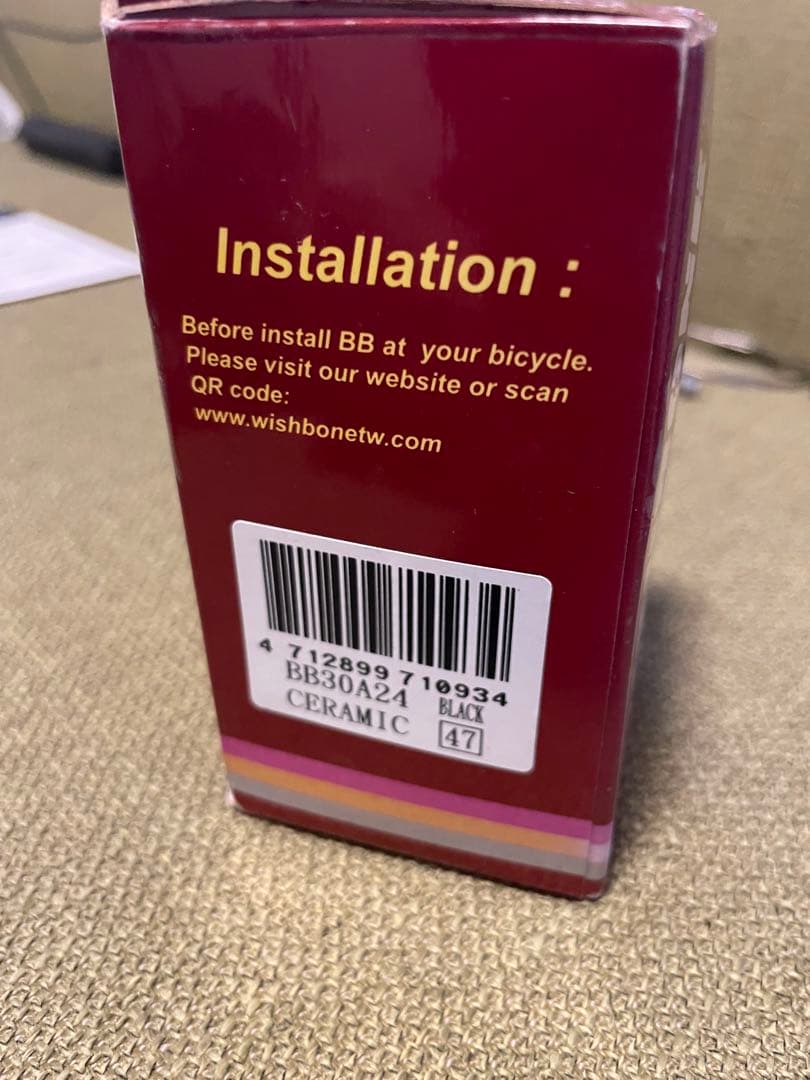 Installation :
Before install BB at your bicycle.
Please visit our website or scan
QR code:
www.wishbonetw.com
4 712899 710934
BB30A24 BLACK
CERAMIC 47